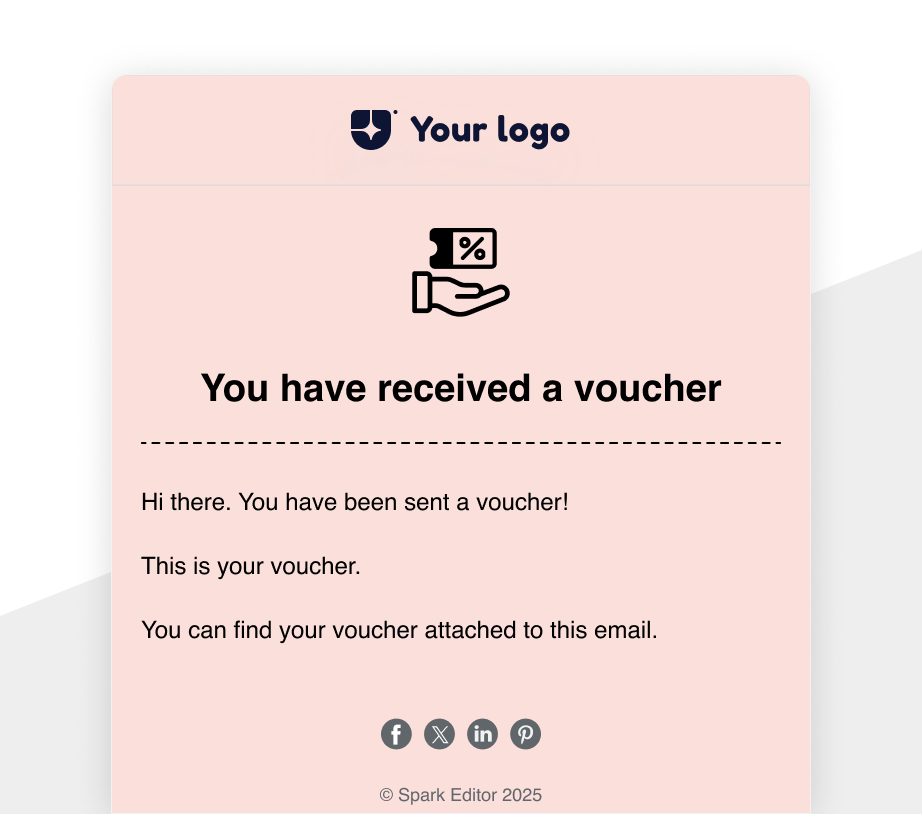 Your logo
%
You have received a voucher
Hi there. You have been sent a voucher!
This is your voucher.
You can find your voucher attached to this email.
f X in P
© Spark Editor 2025